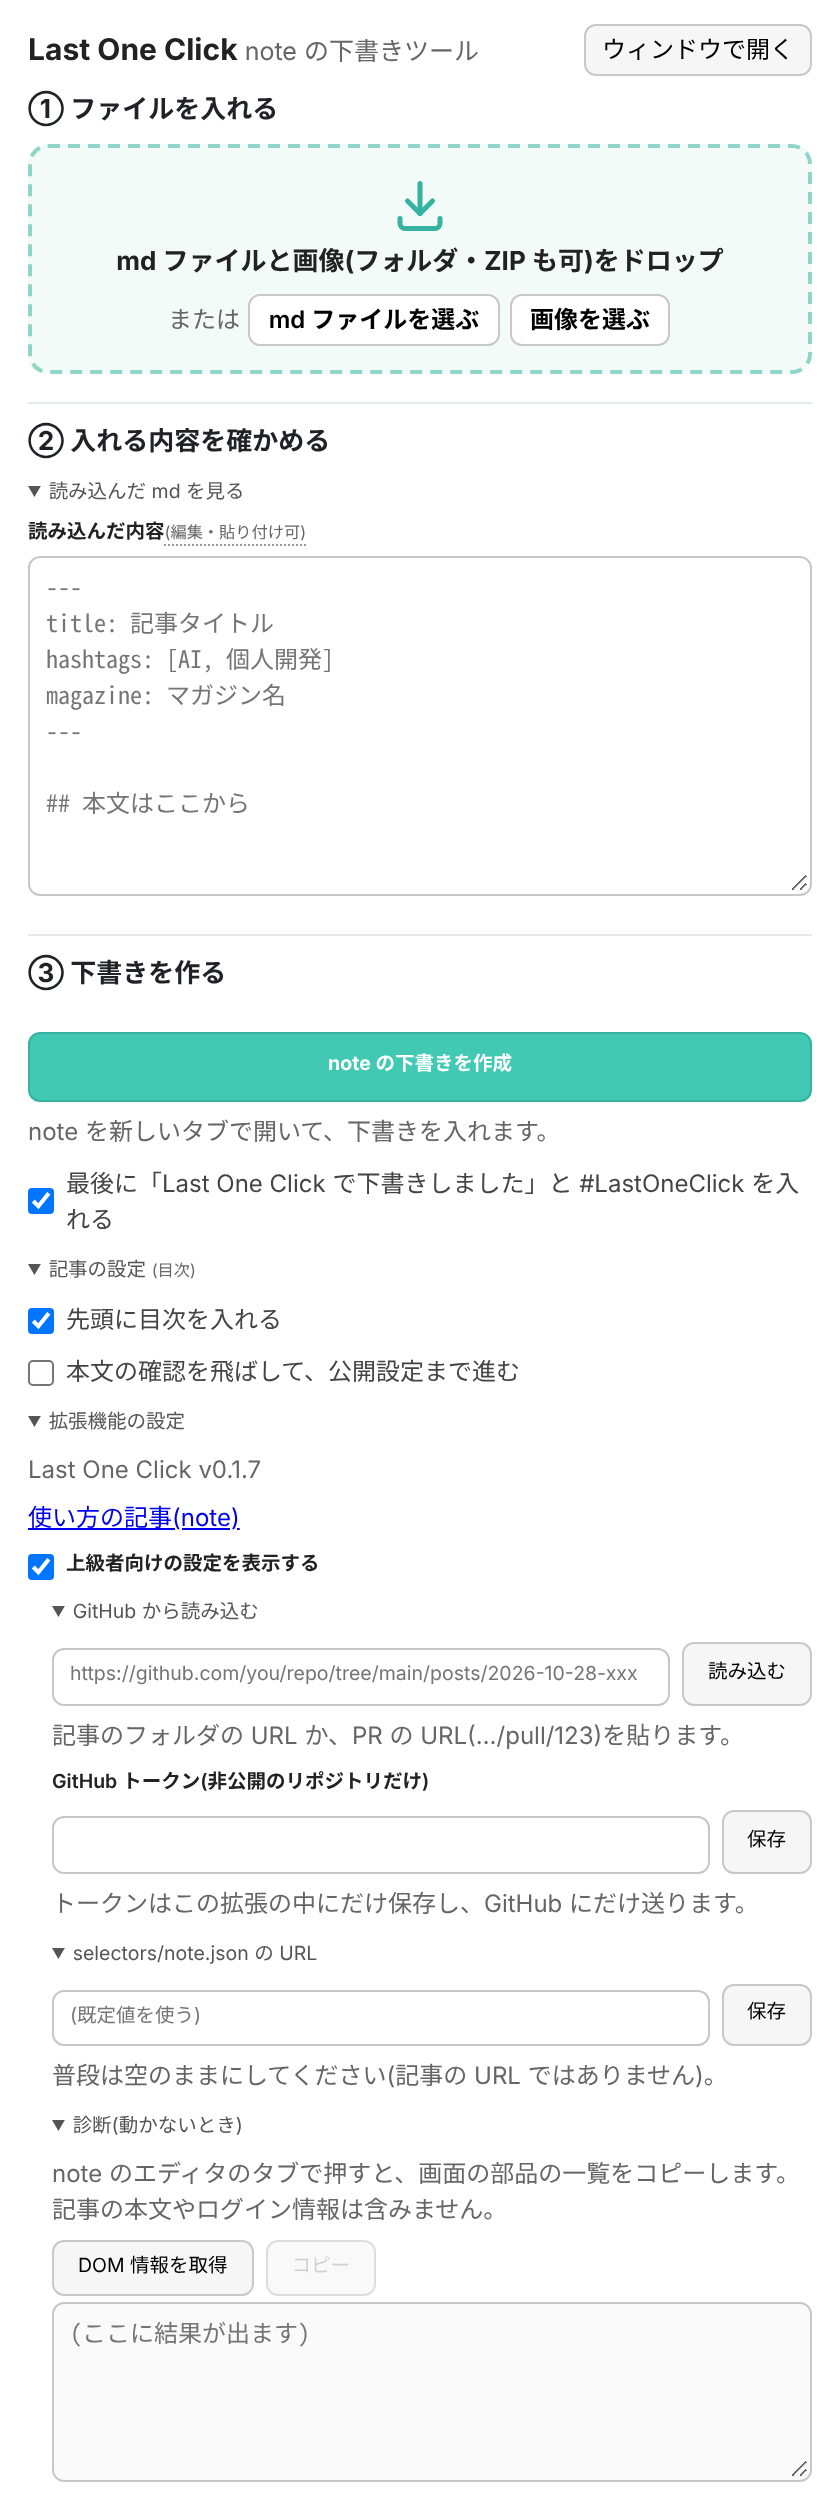 Last One Click note の下書きツール
ウィンドウで開く
① ファイルを入れる
md ファイルと画像(フォルダ・ZIP も可)をドロップ
または md ファイルを選ぶ 画像を選ぶ
② 入れる内容を確かめる
▼ 読み込んだ md を見る
読み込んだ内容(編集・貼り付け可)
---
title: 記事タイトル
hashtags: [AI, 個人開発]
magazine: マガジン名
---
## 本文はここから
③ 下書きを作る
note の下書きを作成
note を新しいタブで開いて、下書きを入れます。
最後に「Last One Click で下書きしました」と #LastOneClick を入
れる
▼ 記事の設定 (目次)
先頭に目次を入れる
本文の確認を飛ばして、公開設定まで進む
▼ 拡張機能の設定
Last One Click v0.1.7
使い方の記事(note)
上級者向けの設定を表示する
▼ GitHub から読み込む
https://github.com/you/repo/tree/main/posts/2026-10-28-xxx 読み込む
記事のフォルダの URL か、PR の URL(.../pull/123)を貼ります。
GitHub トークン(非公開のリポジトリだけ)
保存
トークンはこの拡張の中にだけ保存し、GitHub にだけ送ります。
▼ selectors/note.json の URL
(既定値を使う) 保存
普段は空のままにしてください(記事の URL ではありません)。
▼ 診断(動かないとき)
note のエディタのタブで押すと、画面の部品の一覧をコピーします。
記事の本文やログイン情報は含みません。
DOM 情報を取得 コピー
(ここに結果が出ます)